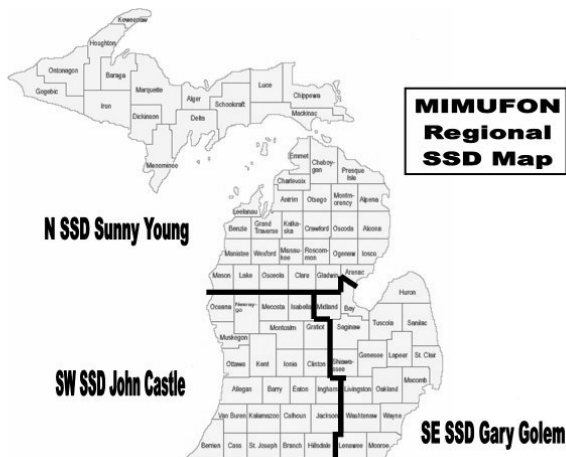 Keweenaw
Houghton
Ontonagon
Baraga
Gogebic
Iron
Marquette
Dickinson
Menominee
Alger
Delta
Schoolcraft
Luce
Chippewa
Mackinac
MIMUFON
Regional
SSD Map
Emmet
Cheboy-
gan
Presque
Isle
Charlevoix
Antrim
Otsego
Montmo-
rency
Alpena
Leelanau
N SSD Sunny Young
Benzie
Grand
Traverse
Kalka-
ska
Crawford
Oscoda
Alcona
Manistee
Wexford
Missau-
kee
Roscom-
mon
Ogemaw
Iosco
Mason
Lake
Osceola
Clare
Gladwin
Arenac
Huron
Oceana
Neway-
go
Mecosta
Isabella
Midland
Bay
Tuscola
Sanilac
Montcalm
Gratiot
Saginaw
Muskegon
Ottawa
Kent
Ionia
Clinton
Shiaws-
see
Genesee
Lapeer
St. Clair
SW SSD John Castle
Allegan
Barry
Eaton
Ingham
Livingston
Oakland
Macomb
Van Buren
Kalamazoo
Calhoun
Jackson
Washtenaw
Wayne
SE SSD Gary Golem
Berrien
Cass
St. Joseph
Branch
Hillsdale
Lenawee
Monroe